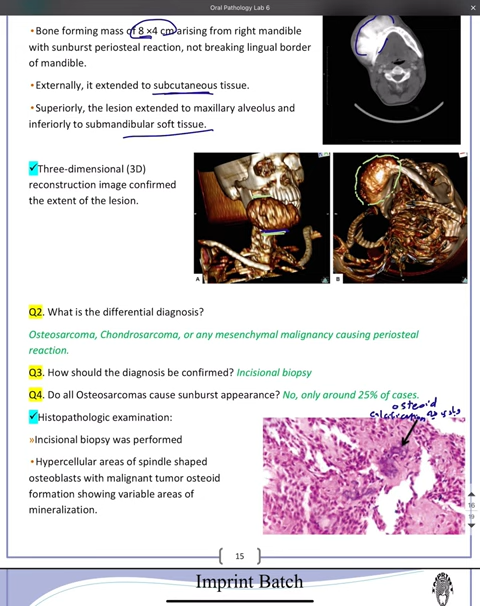 Oral Pathology Lab 6
•Bone forming mass of 8 ×4 cm arising from right mandible
with sunburst periosteal reaction, not breaking lingual border
of mandible.
•Externally, it extended to subcutaneous tissue.
•Superiorly, the lesion extended to maxillary alveolus and
inferiorly to submandibular soft tissue.
✓Three-dimensional (3D)
reconstruction image confirmed
the extent of the lesion.
A
B
Q2. What is the differential diagnosis?
Osteosarcoma, Chondrosarcoma, or any mesenchymal malignancy causing periosteal
reaction.
Q3. How should the diagnosis be confirmed? Incisional biopsy
Q4. Do all Osteosarcomas cause sunburst appearance? No, only around 25% of cases.
osteoid
✓Histopathologic examination:
»Incisional biopsy was performed
•Hypercellular areas of spindle shaped
osteoblasts with malignant tumor osteoid
formation showing variable areas of
mineralization.
16
19
15
Imprint Batch